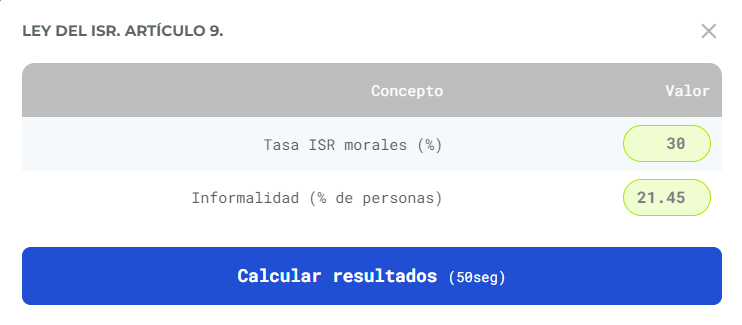 LEY DEL ISR. ARTÍCULO 9.
Concepto Valor
Tasa ISR morales (%) 30
Informalidad (% de personas) 21.45
Calcular resultados (50seg)